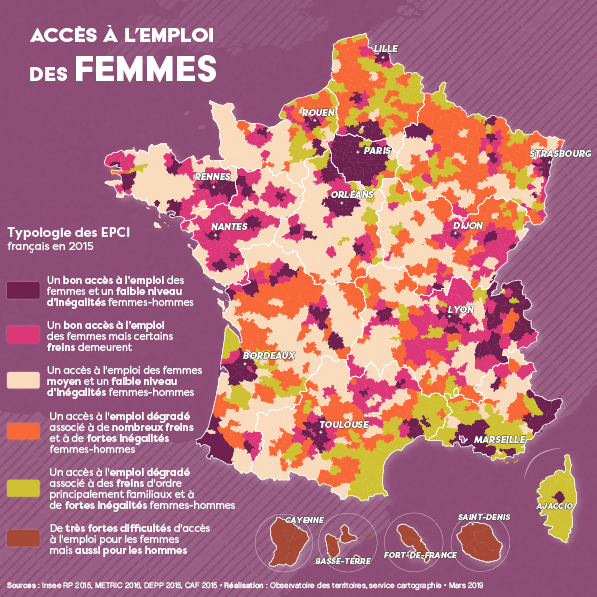 ACCÈS À L'EMPLOI
DES FEMMES
LILLE
ROUEN
PARIS
STRASBOURG
RENNES
ORLÉANS
NANTES
DIJON
Typologie des EPCI
français en 2015
Un bon accès à l'emploi des
femmes et un faible niveau
d'inégalités femmes-hommes
Un bon accès à l'emploi
des femmes mais certains
freins demeurent
LYON
Un accès à l'emploi des femmes
moyen et un faible niveau
d'inégalités femmes-hommes
BORDEAUX
Un accès à l'emploi dégradé
associé à de nombreux freins
et à de fortes inégalités
femmes-hommes
TOULOUSE
MARSEILLE
Un accès à l'emploi dégradé
associé à des freins d'ordre
principalement familiaux et à
de fortes inégalités femmes-hommes
AJACCIO
De très fortes difficultés d'accès
à l'emploi pour les femmes
mais aussi pour les hommes
CAYENNE
BASSE-TERRE
FORT-DE-FRANCE
SAINT-DENIS
Sources : Insee RP 2015, METRIC 2016, DEPP 2015, CAF 2015 • Réalisation : Observatoire des territoires, service cartographie • Mars 2019